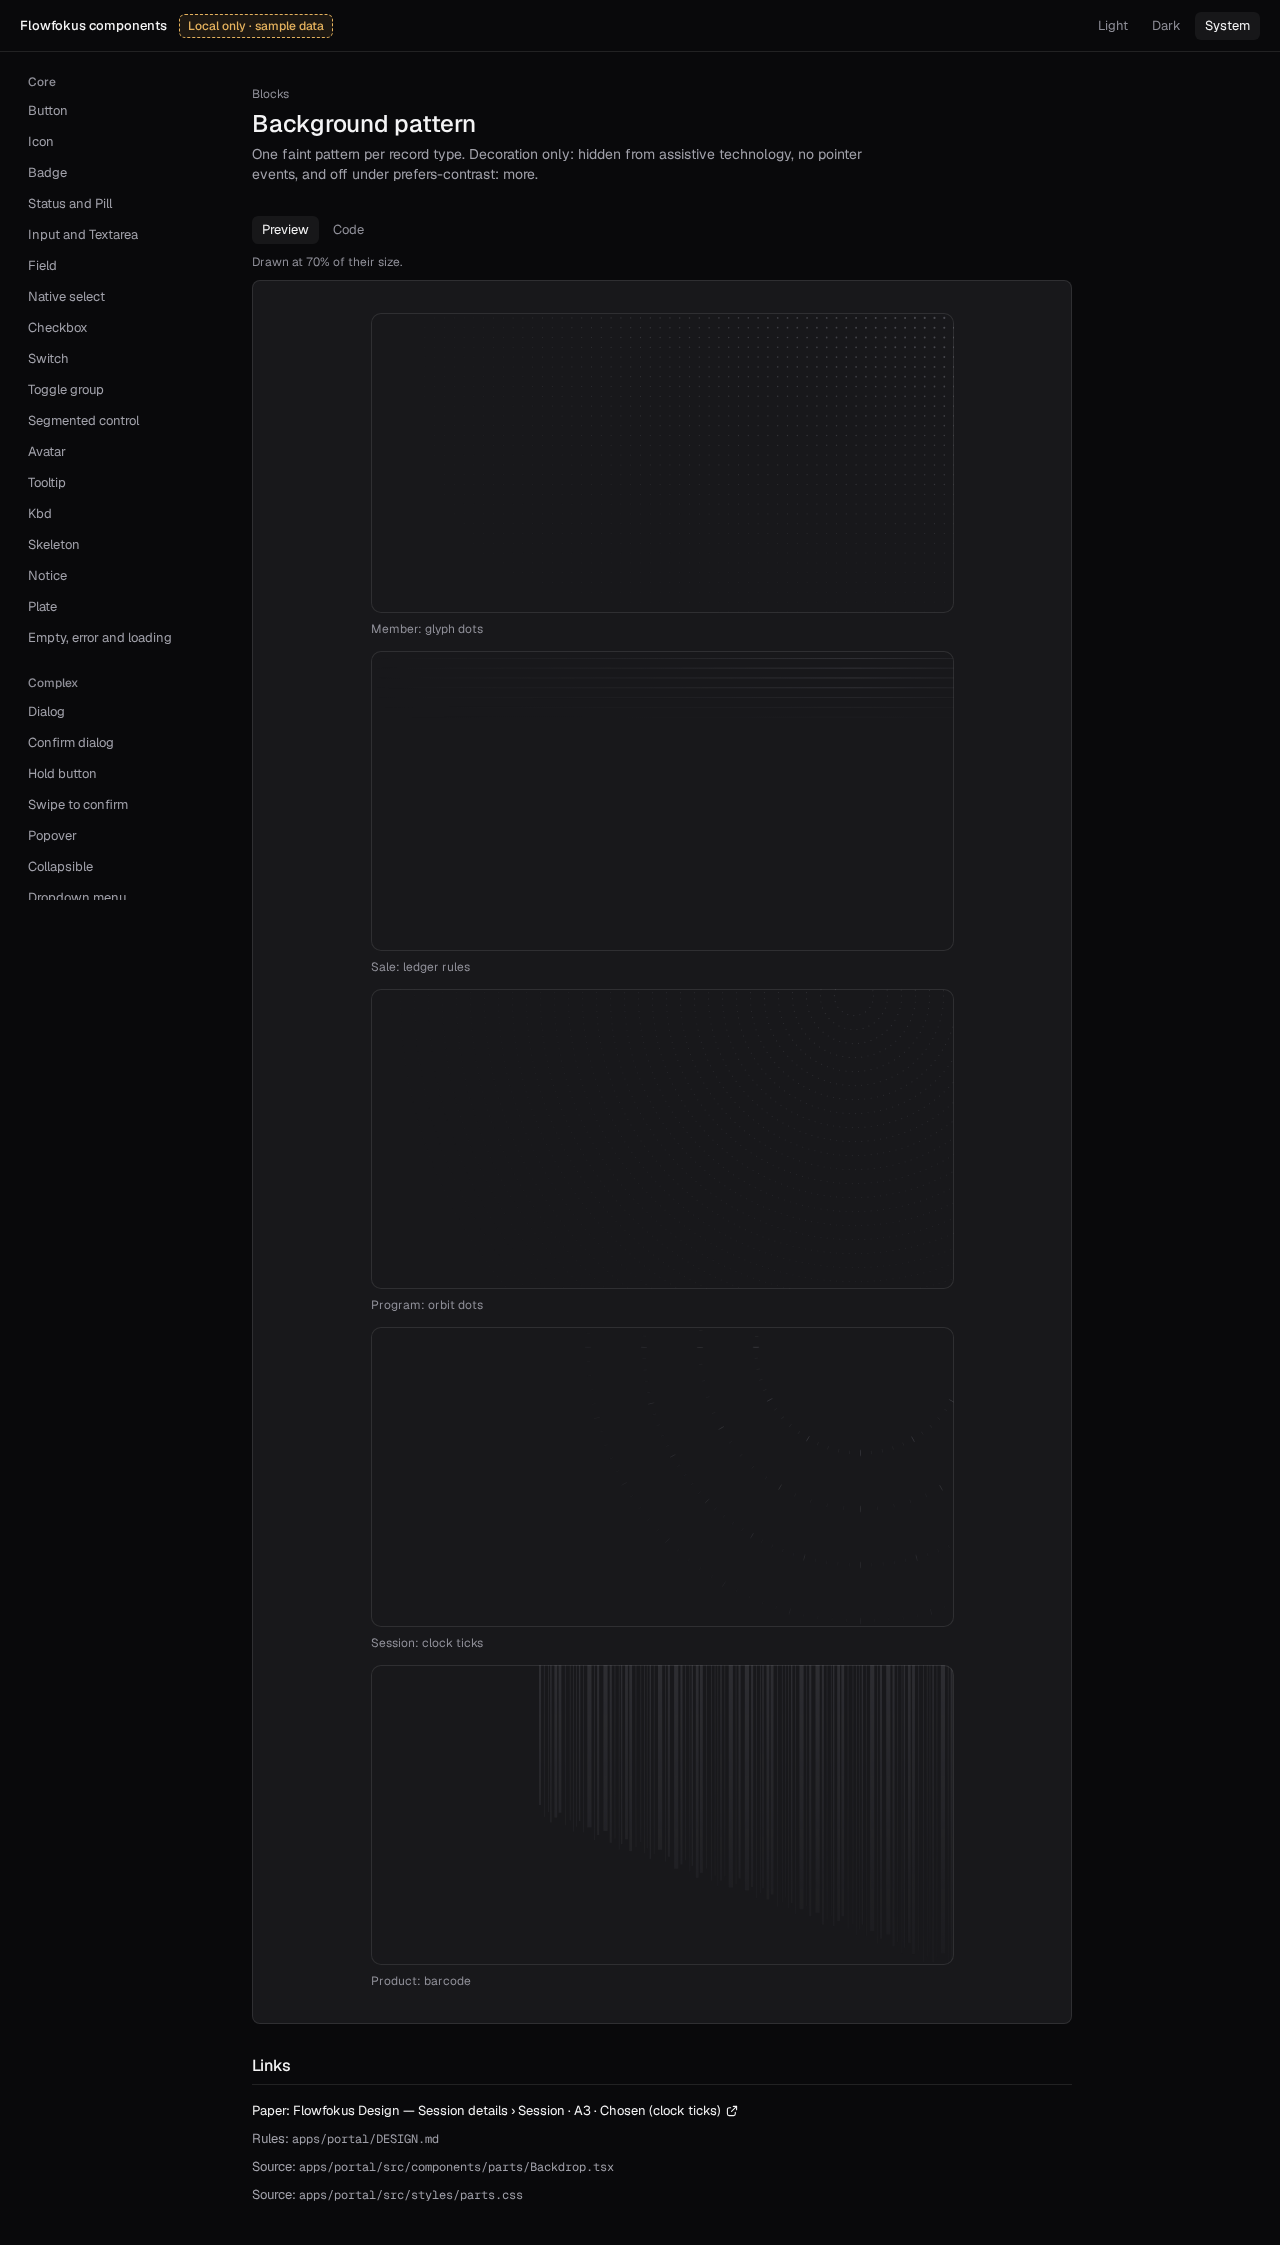 Flowfokus components
Local only · sample data
Light
Dark
System
Core
Button
Icon
Badge
Status and Pill
Input and Textarea
Field
Native select
Checkbox
Switch
Toggle group
Segmented control
Avatar
Tooltip
Kbd
Skeleton
Notice
Plate
Empty, error and loading
Complex
Dialog
Confirm dialog
Hold button
Swipe to confirm
Popover
Collapsible
Dropdown menu
Blocks
Background pattern
One faint pattern per record type. Decoration only: hidden from assistive technology, no pointer
events, and off under prefers-contrast: more.
Preview
Code
Drawn at 70% of their size.
Member: glyph dots
Sale: ledger rules
Program: orbit dots
Session: clock ticks
Product: barcode
Links
Paper: Flowfokus Design — Session details › Session · A3 · Chosen (clock ticks)
Rules: apps/portal/DESIGN.md
Source: apps/portal/src/components/parts/Backdrop.tsx
Source: apps/portal/src/styles/parts.css